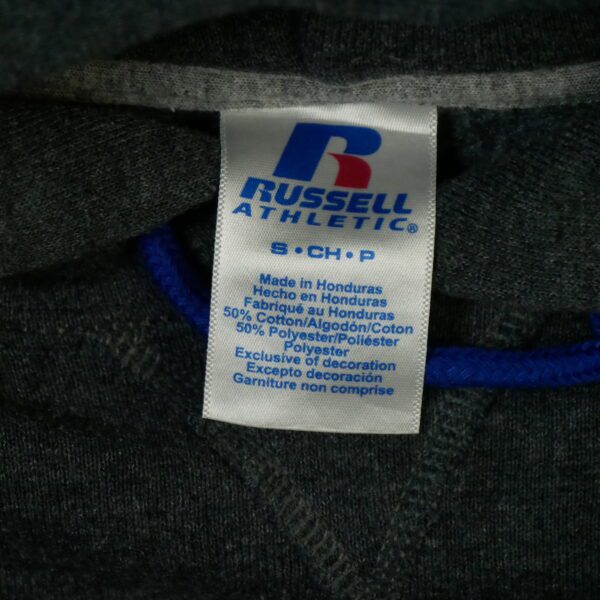 R
RUSSELL
ATHLETIC®
S•CH•P
Made in Honduras
Hecho en Honduras
Fabriqué au Honduras
50% Cotton/Algodón/Coton
50% Polyester/Poliéster
Polyester
Exclusive of decoration
Excepto decoración
Garniture non comprise